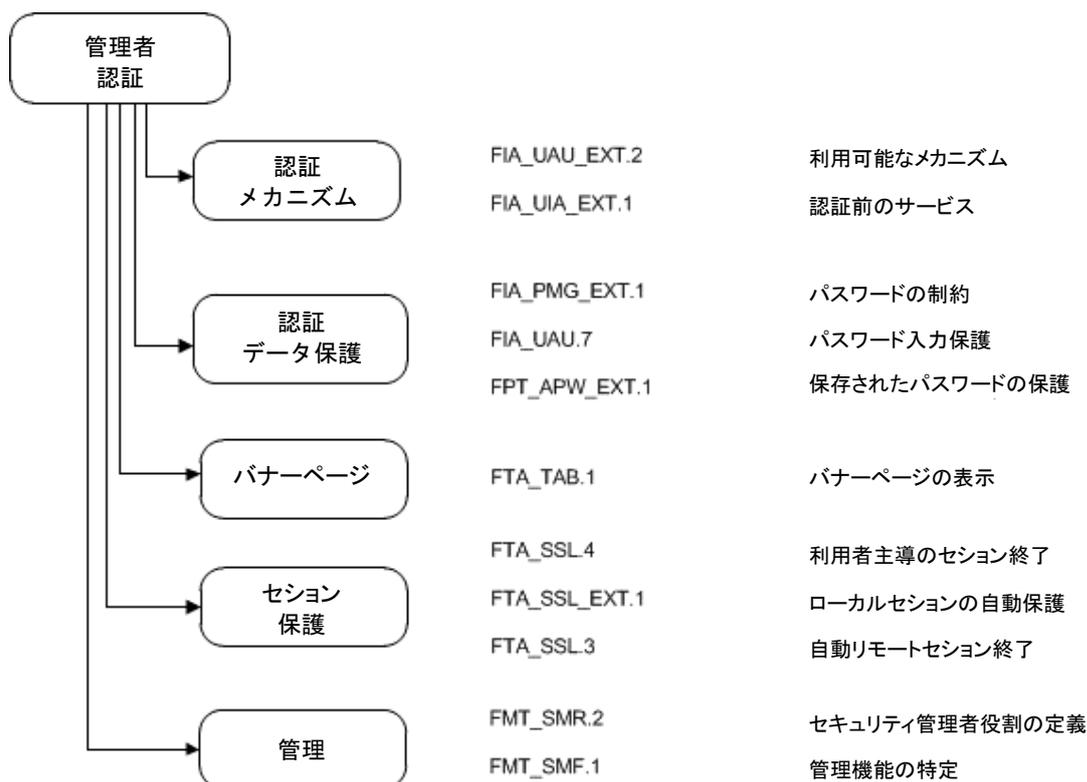 管理者
認証
認証
メカニズム
FIA_UAU_EXT.2 利用可能なメカニズム
FIA_UIA_EXT.1 認証前のサービス
認証
データ保護
FIA_PMG_EXT.1 パスワードの制約
FIA_UAU.7 パスワード入力保護
FPT_APW_EXT.1 保存されたパスワードの保護
バナーページ
FTA_TAB.1 バナーページの表示
セション
保護
FTA_SSL.4 利用者主導のセション終了
FTA_SSL_EXT.1 ローカルセションの自動保護
FTA_SSL.3 自動リモートセション終了
管理
FMT_SMR.2 セキュリティ管理者役割の定義
FMT_SMF.1 管理機能の特定